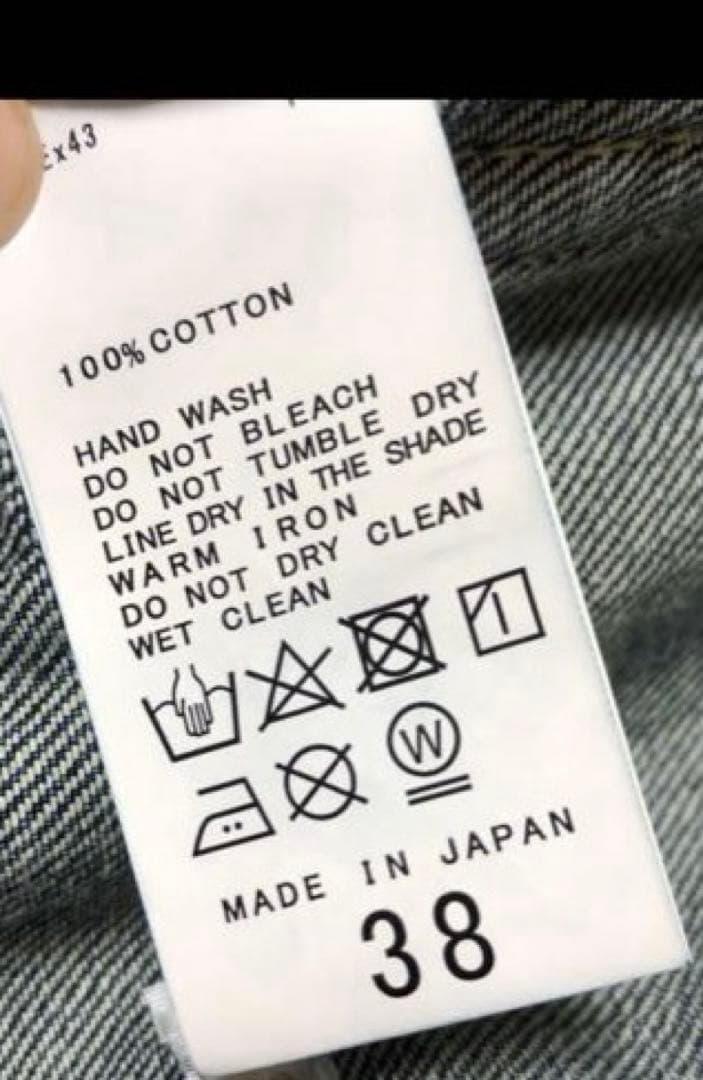 x43
100% COTTON
HAND WASH
DO NOT BLEACH
DO NOT TUMBLE DRY
LINE DRY IN THE SHADE
WARM IRON
DO NOT DRY CLEAN
WET CLEAN
W
MADE IN JAPAN
38